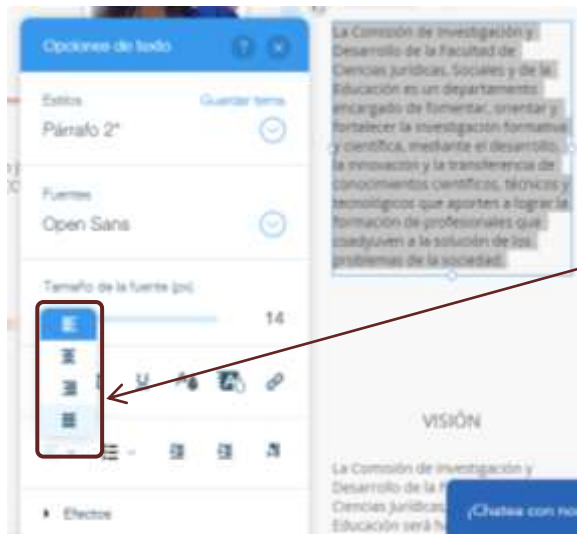 Opciones de texto
?
Estilos
Guardar tema
Párrafo 2*
Fuentes
Open Sans
Tamaño de la fuente (px)
14
U
A
A
Efectos
La Comisión de Investigación y
Desarrollo de la Facultad de
Ciencias Jurídicas, Sociales y de la
Educación es un departamento
encargado de fomentar, orientar y
fortalecer la investigación formativa
y científica, mediante el desarrollo,
la innovación y la transferencia de
conocimientos científicos, técnicos y
tecnológicos que aporten a lograr la
formación de profesionales que
coadyuven a la solución de los
problemas de la sociedad.
VISIÓN
La Comisión de Investigación y
Desarrollo de la
Ciencias Jurídicas,
Educación será
¡Chatea con